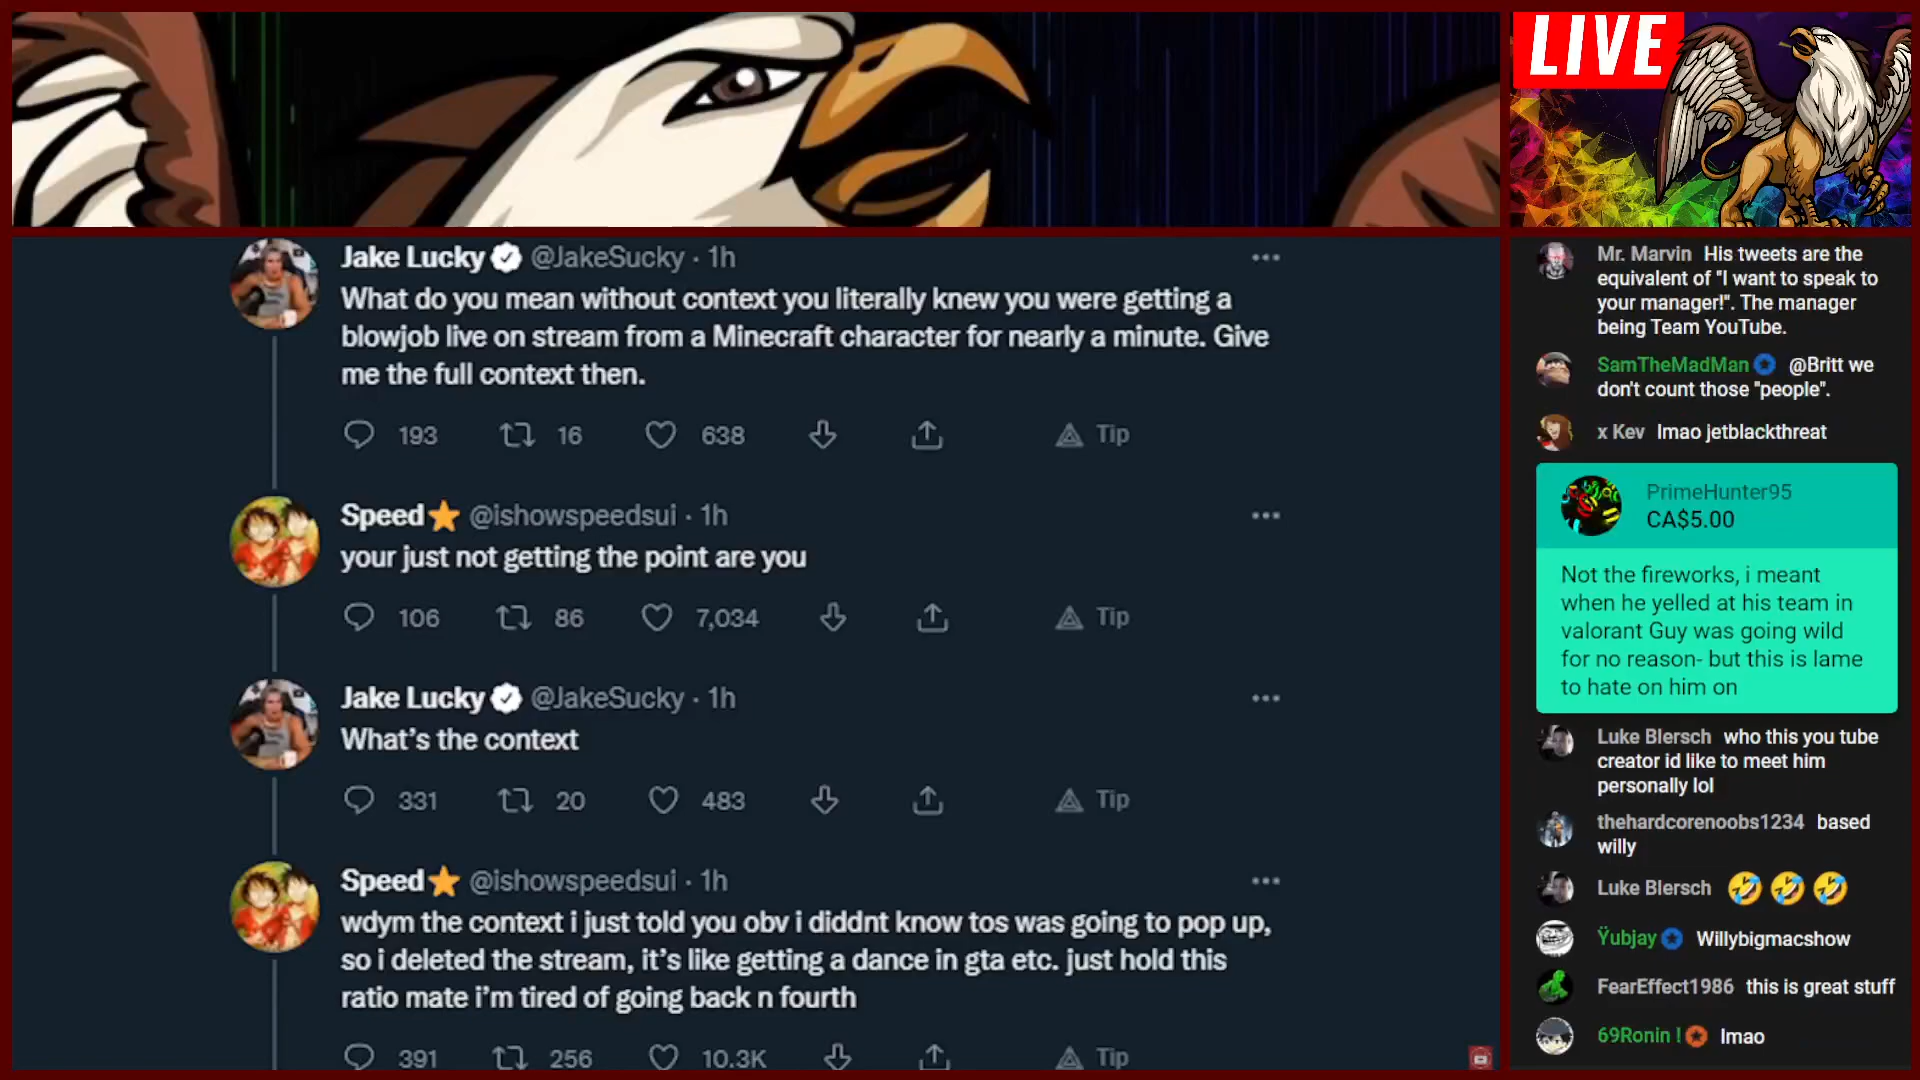 LIVE
Jake Lucky @JakeSucky · 1h
What do you mean without context you literally knew you were getting a
blowjob live on stream from a Minecraft character for nearly a minute. Give
me the full context then.
193 16 638 Tip
Speed @ishowspeedsui · 1h
your just not getting the point are you
106 86 7,034 Tip
Jake Lucky @JakeSucky · 1h
What's the context
331 20 483 Tip
Speed @ishowspeedsui · 1h
wdym the context i just told you obv i diddnt know tos was going to pop up,
so i deleted the stream, it's like getting a dance in gta etc. just hold this
ratio mate i'm tired of going back n fourth
391 256 10.3K Tip
Mr. Marvin His tweets are the
equivalent of "I want to speak to
your manager!". The manager
being Team YouTube.
SamTheMadMan @Britt we
don't count those "people".
x Kev lmao jetblackthreat
PrimeHunter95
CA$5.00
Not the fireworks, i meant
when he yelled at his team in
valorant Guy was going wild
for no reason- but this is lame
to hate on him on
Luke Blersch who this you tube
creator id like to meet him
personally lol
thehardcorenoobs1234 based
willy
Luke Blersch 🤣🤣🤣
Ÿubjay Willybigmacshow
FearEffect1986 this is great stuff
69Ronin ! lmao